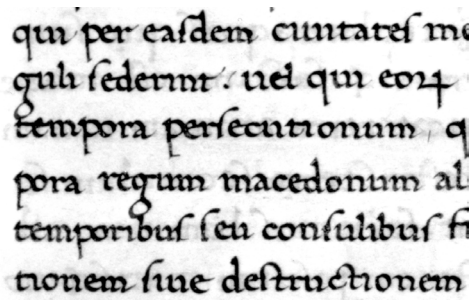 qui per eaſdem ciuitateſ me
guli ſederint . uel qui eoꝝ
tempora perſecutionum q
pora regum macedonum al
temporibuſ ſeu conſulibuſ fi
tionem ſiue deſtructionem